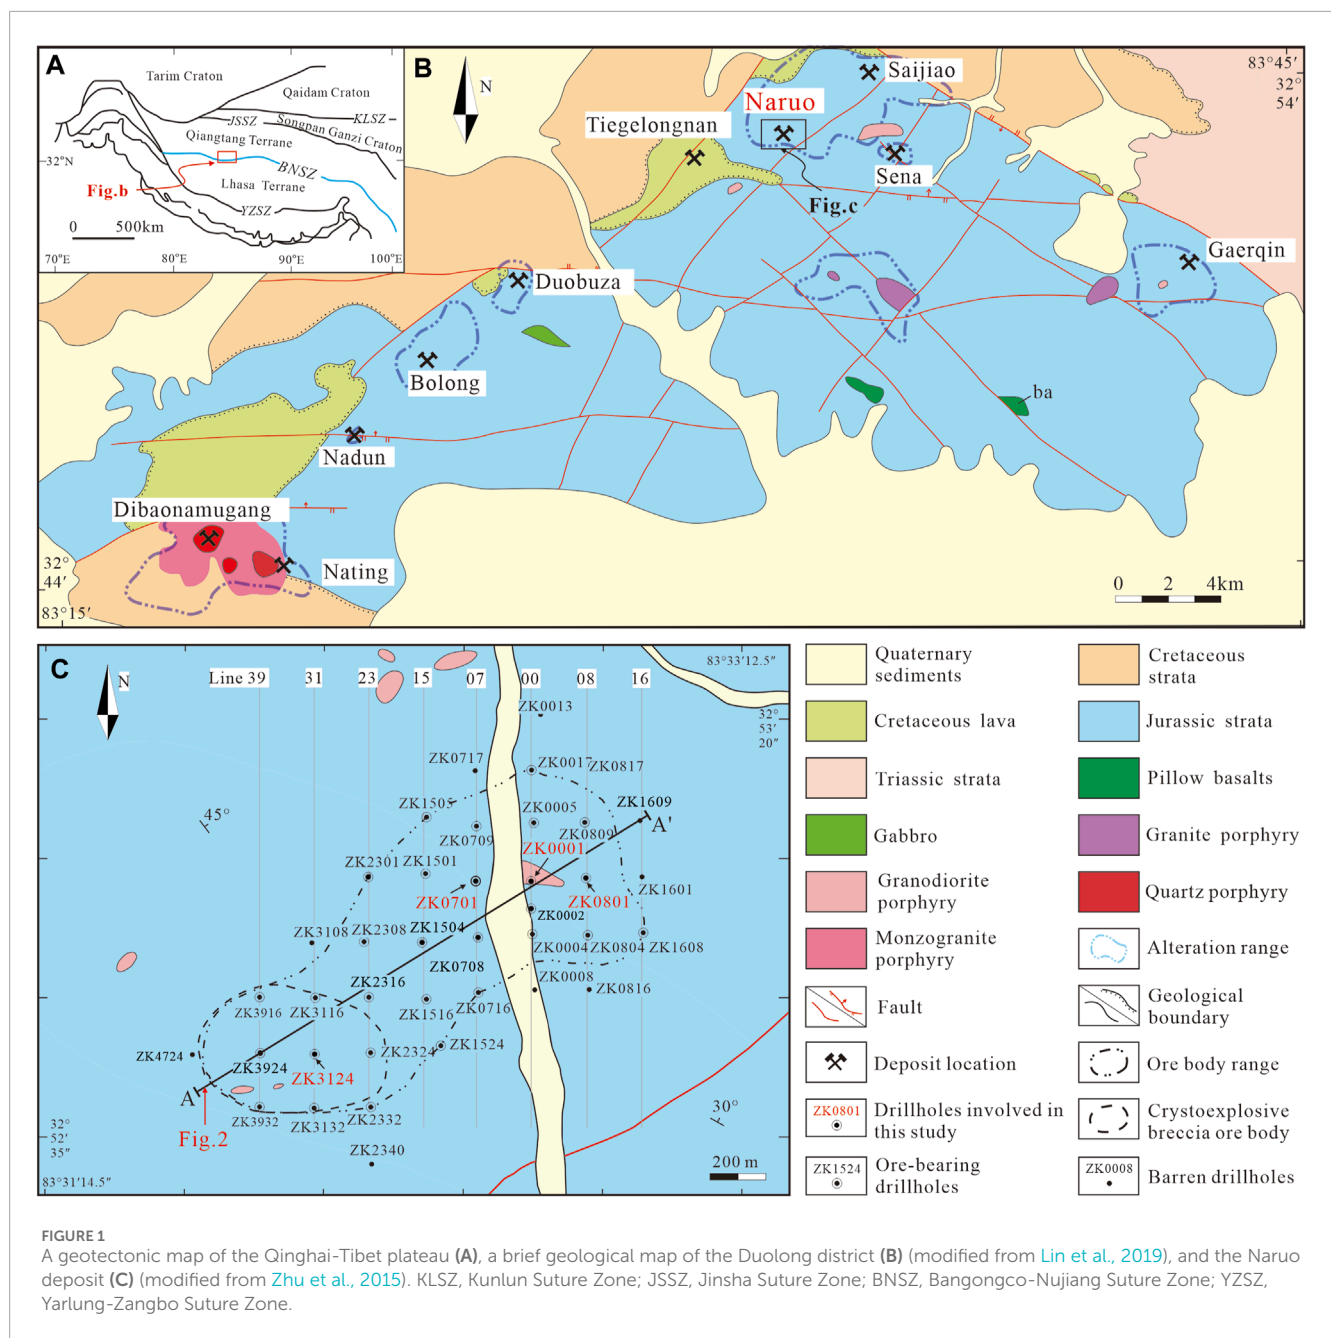 A
Tarim Craton
Qaidam Craton
JSSZ
KLSZ
Songpan Ganzi Craton
Qiangtang Terrane
32°N
BNSZ
Fig.b
Lhasa Terrane
YZSZ
0 500km
70°E 80°E 90°E 100°E
B
N
83°45′
32°
54′
Saijiao
Naruo
Tiegelongnan
Sena
Fig.c
Gaerqin
Duobuza
Bolong
ba
Nadun
Dibaonamugang
Nating
32°
44′
83°15′
0 2 4km
C
N
Line 39 31 23 15 07 00 08 16
83°33′12.5″
32°
53′
20″
ZK0013
ZK0717
ZK0017
ZK0817
ZK1505
ZK0005
ZK1609
A′
ZK0709
ZK0809
ZK0001
45°
ZK2301
ZK1501
ZK1601
ZK0701
ZK0801
ZK0002
ZK3108
ZK2308
ZK1504
ZK0004
ZK0804
ZK1608
ZK0708
ZK0008
ZK2316
ZK0816
ZK3916
ZK3116
ZK1516
ZK0716
ZK4724
ZK3924
ZK2324
ZK1524
ZK3124
A
30°
ZK3932
ZK3132
ZK2332
Fig.2
ZK2340
32°
52′
35″
83°31′14.5″
200 m
Quaternary
sediments
Cretaceous
strata
Cretaceous lava
Jurassic strata
Triassic strata
Pillow basalts
Gabbro
Granite porphyry
Granodiorite
porphyry
Quartz porphyry
Monzogranite
porphyry
Alteration range
Fault
Geological
boundary
Deposit location
Ore body range
ZK0801
Drillholes involved in
this study
Crystoexplosive
breccia ore body
ZK1524
Ore-bearing
drillholes
ZK0008
Barren drillholes
FIGURE 1
A geotectonic map of the Qinghai-Tibet plateau (A), a brief geological map of the Duolong district (B) (modified from Lin et al., 2019), and the Naruo
deposit (C) (modified from Zhu et al., 2015). KLSZ, Kunlun Suture Zone; JSSZ, Jinsha Suture Zone; BNSZ, Bangongco-Nujiang Suture Zone; YZSZ,
Yarlung-Zangbo Suture Zone.